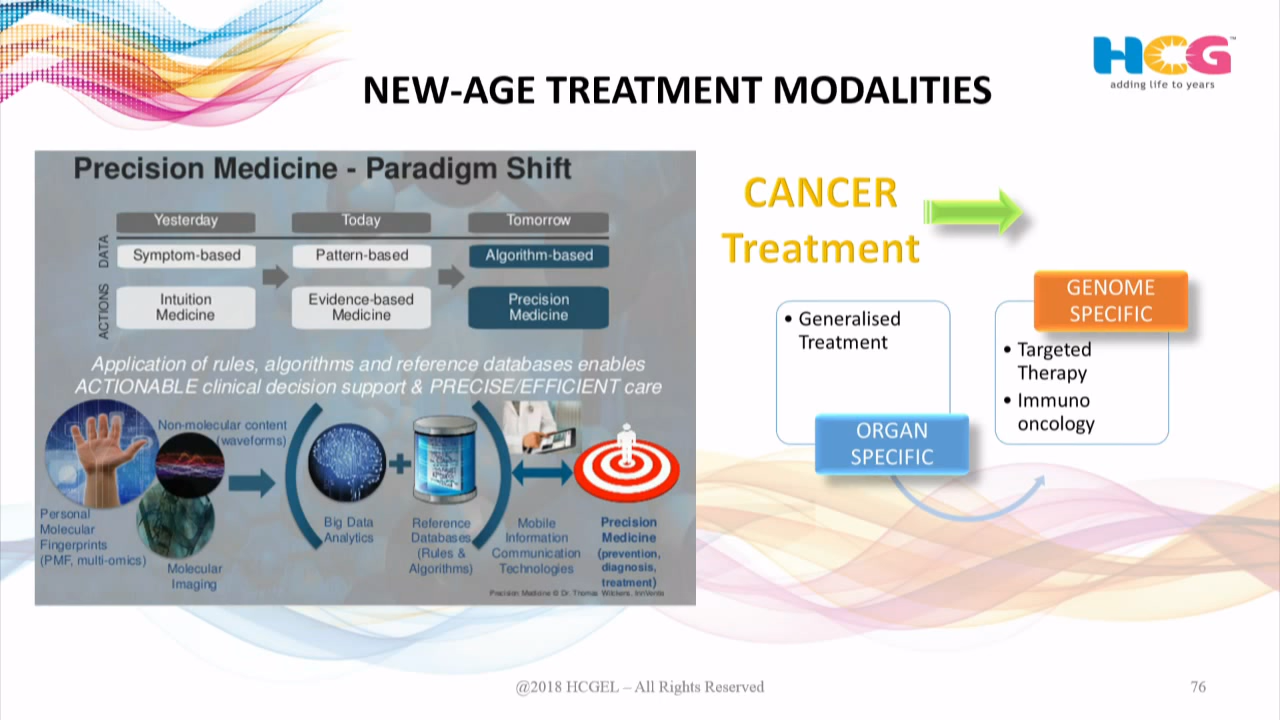 HCG
adding life to years
NEW-AGE TREATMENT MODALITIES
Precision Medicine - Paradigm Shift
Yesterday
Today
Tomorrow
DATA
Symptom-based
Pattern-based
Algorithm-based
ACTIONS
Intuition
Medicine
Evidence-based
Medicine
Precision
Medicine
Application of rules, algorithms and reference databases enables
ACTIONABLE clinical decision support & PRECISE/EFFICIENT care
Non-molecular content
(waveforms)
Personal
Molecular
Fingerprints
(PMF, multi-omics)
Molecular
Imaging
Big Data
Analytics
Reference
Databases
(Rules &
Algorithms)
Mobile
Information
Communication
Technologies
Precision
Medicine
(prevention,
diagnosis,
treatment)
Precision Medicine © Dr. Thomas Wilckens, InnVentis
CANCER
Treatment
• Generalised
Treatment
ORGAN
SPECIFIC
GENOME
SPECIFIC
• Targeted
Therapy
• Immuno
oncology
@2018 HCGEL – All Rights Reserved
76